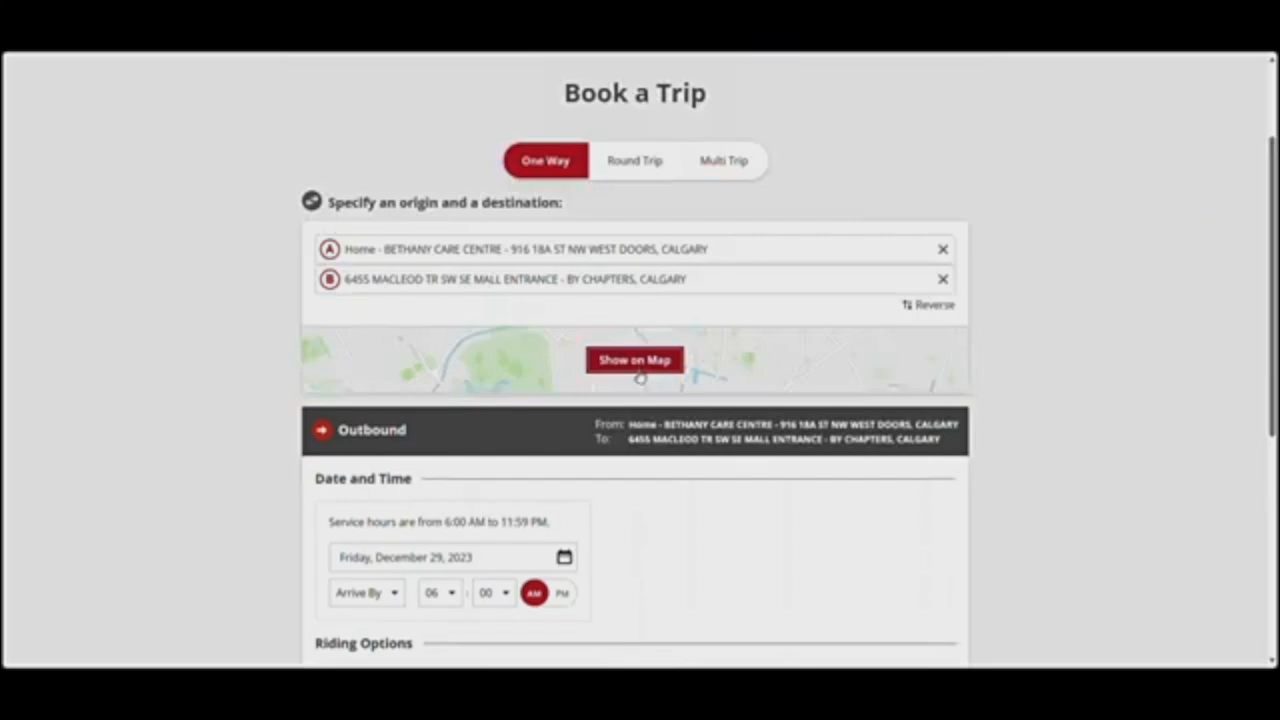 Book a Trip
One Way Round Trip Multi Trip
Specify an origin and a destination:
A Home - BETHANY CARE CENTRE - 916 18A ST NW WEST DOORS, CALGARY
B 6455 MACLEOD TR SW SE MALL ENTRANCE - BY CHAPTERS, CALGARY
Reverse
Show on Map
Outbound
From: Home - BETHANY CARE CENTRE - 916 18A ST NW WEST DOORS, CALGARY
To: 6455 MACLEOD TR SW SE MALL ENTRANCE - BY CHAPTERS, CALGARY
Date and Time
Service hours are from 6:00 AM to 11:59 PM.
Friday, December 29, 2023
Arrive By 06 : 00 AM PM
Riding Options